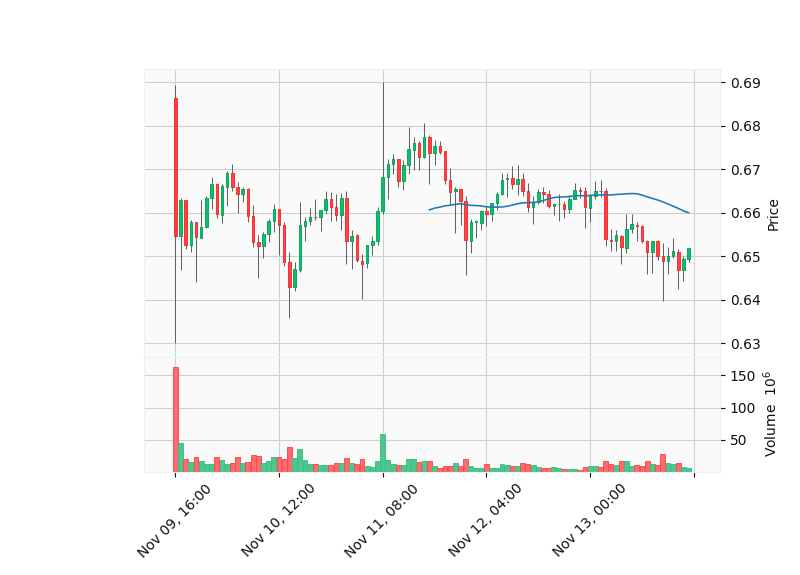 0.69
0.68
0.67
0.66
0.65
0.64
0.63
Price
150
100
50
Volume 10⁶
Nov 09, 16:00
Nov 10, 12:00
Nov 11, 08:00
Nov 12, 04:00
Nov 13, 00:00